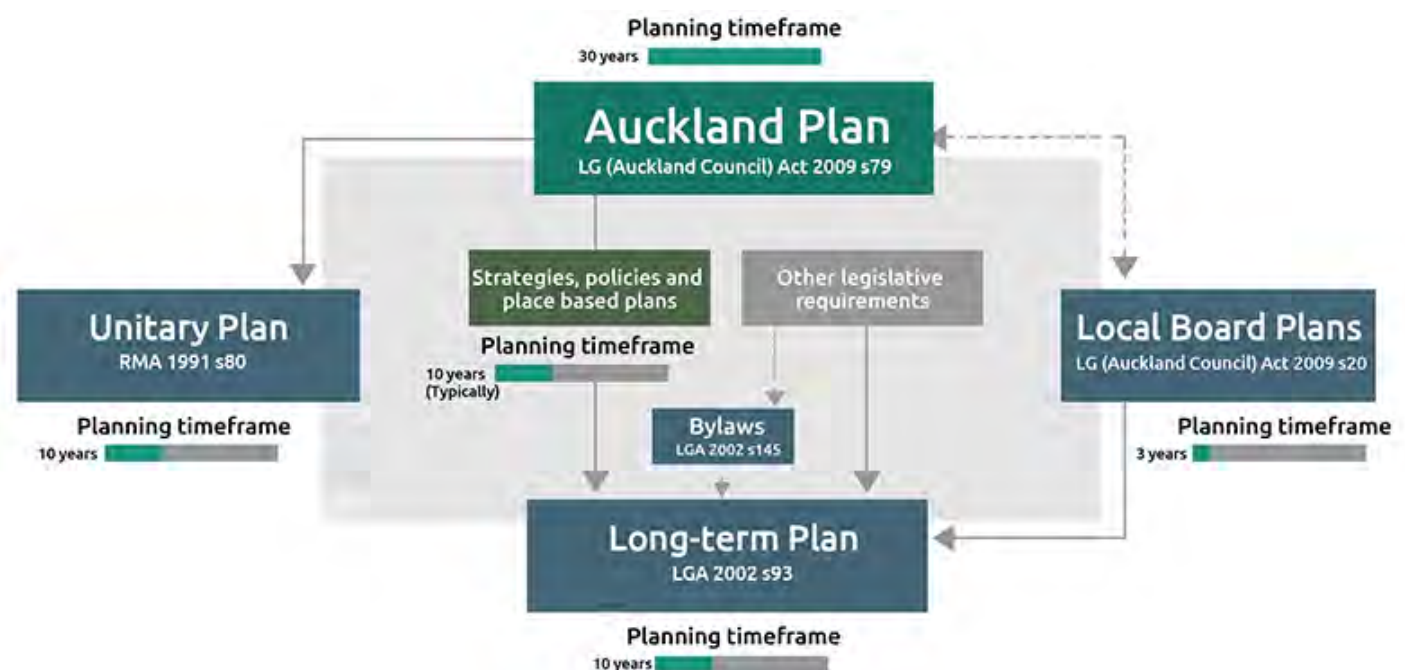 Planning timeframe
30 years
Auckland Plan
LG (Auckland Council) Act 2009 s79
Strategies, policies and
place based plans
Planning timeframe
10 years
(Typically)
Other legislative
requirements
Unitary Plan
RMA 1991 s80
Planning timeframe
10 years
Local Board Plans
LG (Auckland Council) Act 2009 s20
Planning timeframe
3 years
Bylaws
LGA 2002 s145
Long-term Plan
LGA 2002 s93
Planning timeframe
10 years